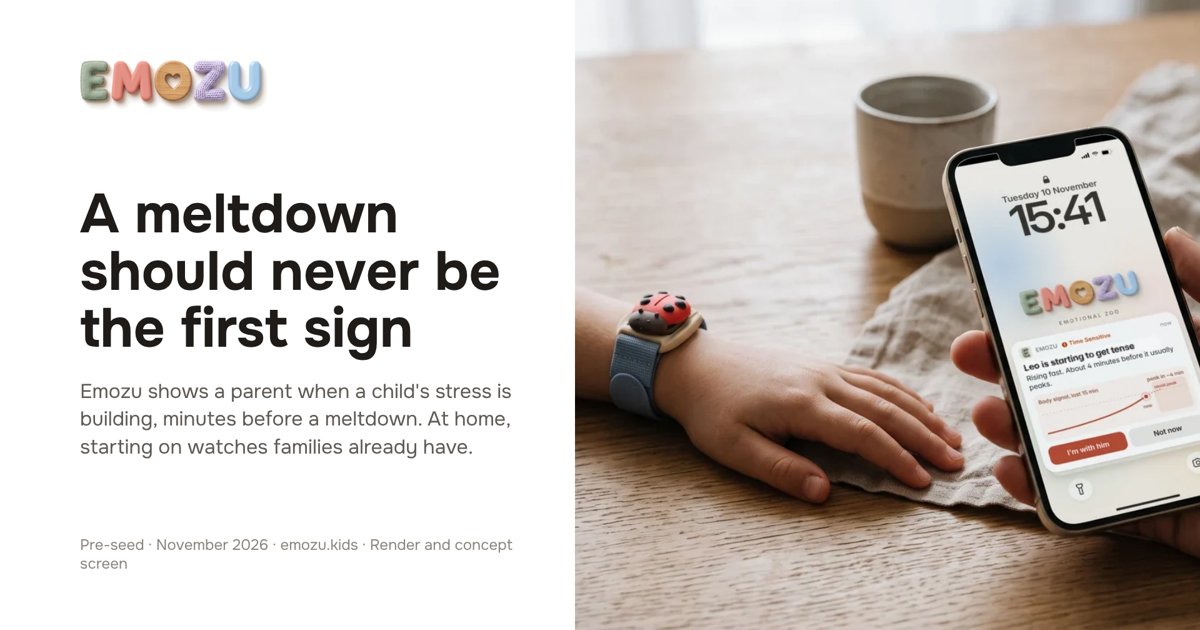 EMOZU
A meltdown
should never be
the first sign
Emozu shows a parent when a child's stress is
building, minutes before a meltdown. At home,
starting on watches families already have.
Pre-seed · November 2026 · emozu.kids · Render and concept
screen
Tuesday 10 November
15:41
EMOZU
EMOTIONAL ZOO
E EMOZU Time Sensitive now
Leo is starting to get tense
Rising fast. About 4 minutes before it usually
peaks.
Body signal, last 15 min
peak in ~4 min
usual peak
now
I'm with him
Not now